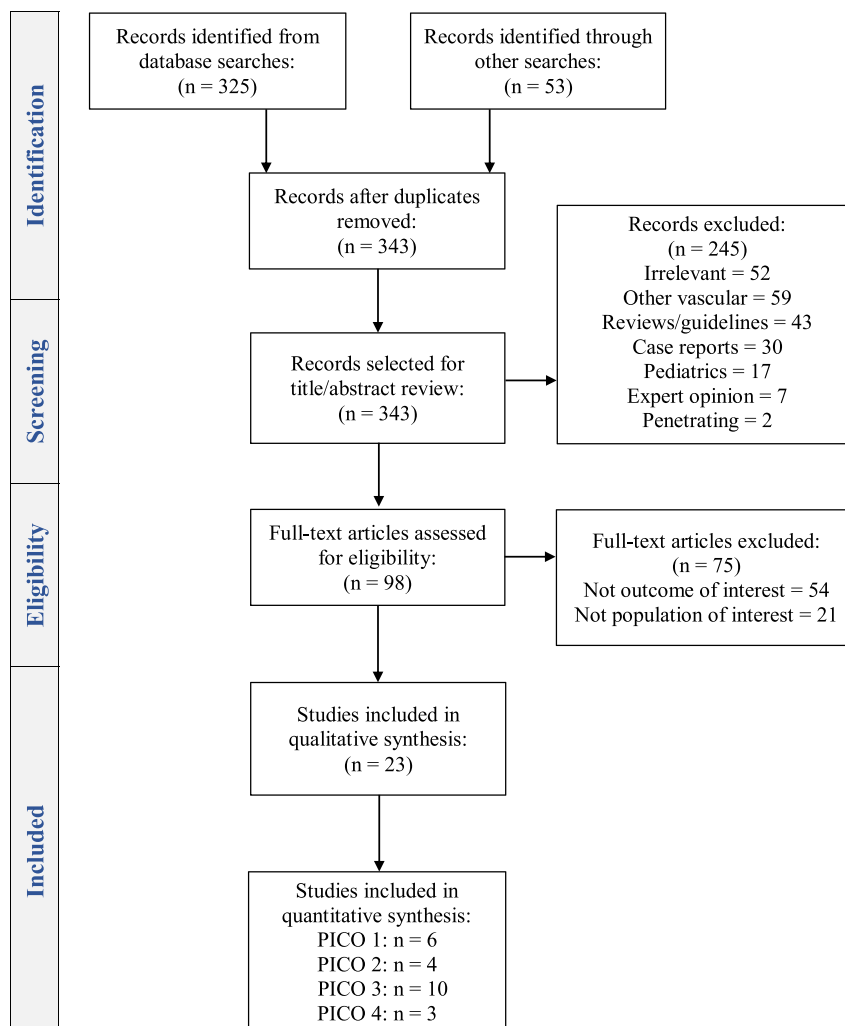 Identification
Records identified from
database searches:
(n = 325)
Records identified through
other searches:
(n = 53)
Records after duplicates
removed:
(n = 343)
Screening
Records selected for
title/abstract review:
(n = 343)
Records excluded:
(n = 245)
Irrelevant = 52
Other vascular = 59
Reviews/guidelines = 43
Case reports = 30
Pediatrics = 17
Expert opinion = 7
Penetrating = 2
Eligibility
Full-text articles assessed
for eligibility:
(n = 98)
Full-text articles excluded:
(n = 75)
Not outcome of interest = 54
Not population of interest = 21
Included
Studies included in
qualitative synthesis:
(n = 23)
Studies included in
quantitative synthesis:
PICO 1: n = 6
PICO 2: n = 4
PICO 3: n = 10
PICO 4: n = 3